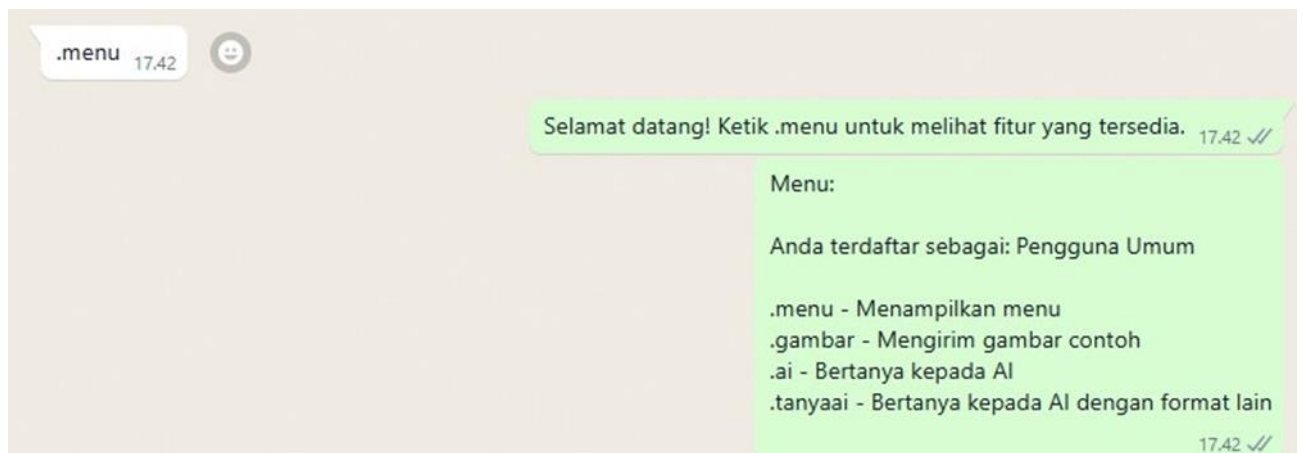 .menu 17.42
Selamat datang! Ketik .menu untuk melihat fitur yang tersedia. 17.42
Menu:
Anda terdaftar sebagai: Pengguna Umum
.menu - Menampilkan menu
.gambar - Mengirim gambar contoh
.ai - Bertanya kepada AI
.tanyaai - Bertanya kepada AI dengan format lain
17.42